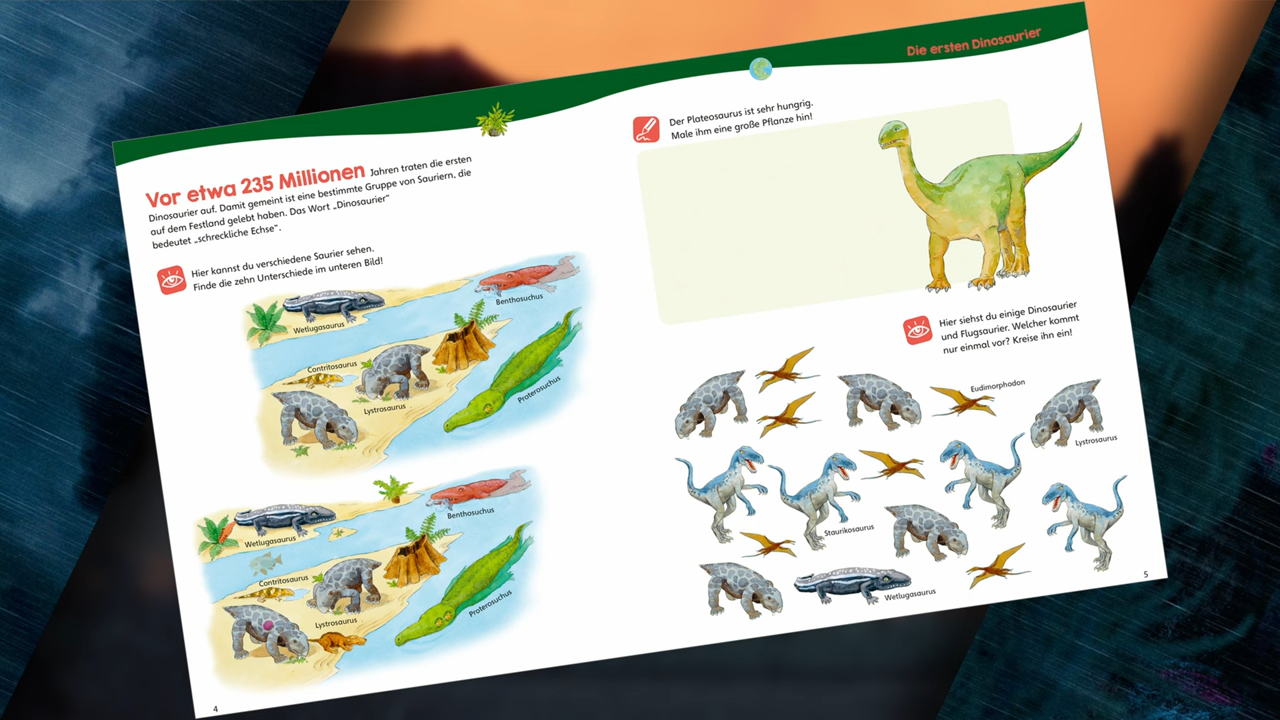 Vor etwa 235 Millionen Jahren traten die ersten
Dinosaurier auf. Damit gemeint ist eine bestimmte Gruppe von Sauriern, die
auf dem Festland gelebt haben. Das Wort „Dinosaurier“
bedeutet „schreckliche Echse“.
Hier kannst du verschiedene Saurier sehen.
Finde die zehn Unterschiede im unteren Bild!
Wetlugasaurus
Benthosuchus
Contritosaurus
Lystrosaurus
Proterosuchus
Wetlugasaurus
Benthosuchus
Contritosaurus
Lystrosaurus
Proterosuchus
4
Die ersten Dinosaurier
Der Plateosaurus ist sehr hungrig.
Male ihm eine große Pflanze hin!
Hier siehst du einige Dinosaurier
und Flugsaurier. Welcher kommt
nur einmal vor? Kreise ihn ein!
Eudimorphodon
Lystrosaurus
Staurikosaurus
Wetlugasaurus
5